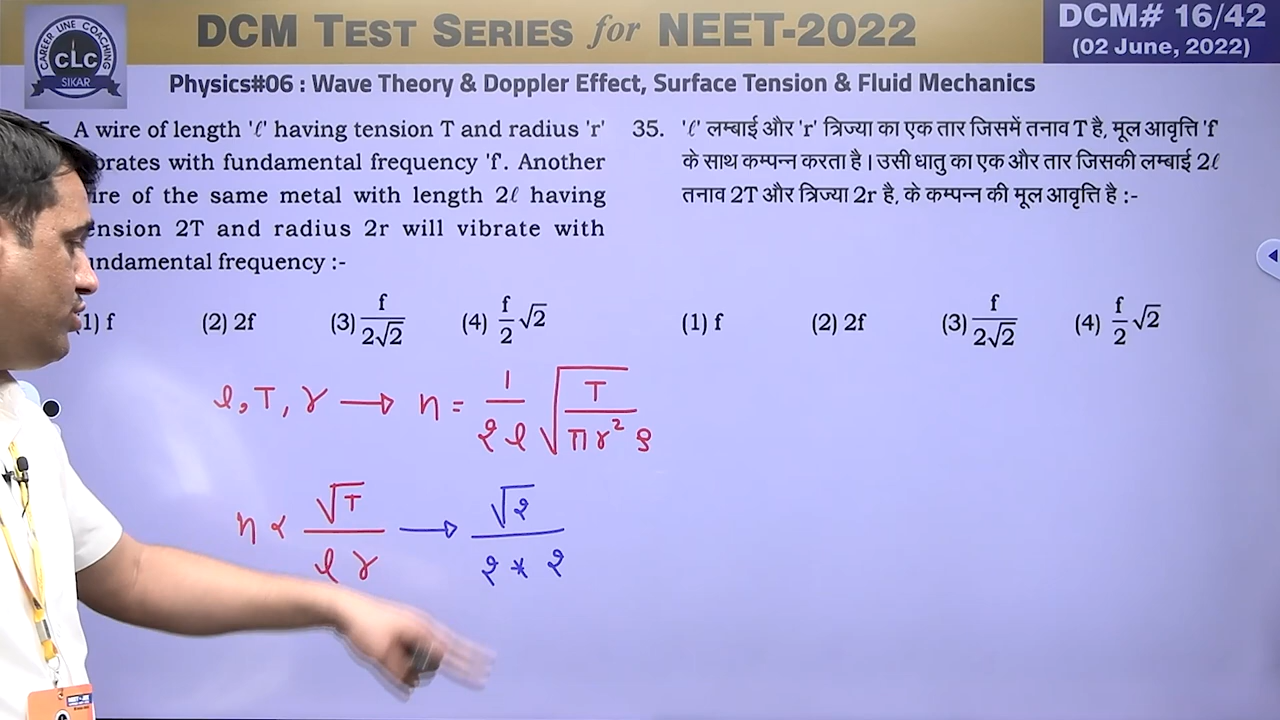 DCM TEST SERIES for NEET-2022
DCM# 16/42
(02 June, 2022)
CAREER LINE COACHING
CLC
SIKAR
Physics#06 : Wave Theory & Doppler Effect, Surface Tension & Fluid Mechanics
A wire of length 'ℓ' having tension T and radius 'r'
with fundamental frequency 'f'. Another
of the same metal with length 2ℓ having
2T and radius 2r will vibrate with
frequency :-
(1) f (2) 2f (3) f/2√2 (4) f/2 √2
35. 'ℓ' लम्बाई और 'r' त्रिज्या का एक तार जिसमें तनाव T है, मूल आवृत्ति 'f
के साथ कम्पन्न करता है। उसी धातु का एक और तार जिसकी लम्बाई 2ℓ
तनाव 2T और त्रिज्या 2r है, के कम्पन्न की मूल आवृत्ति है :-
(1) f (2) 2f (3) f/2√2 (4) f/2 √2
ℓ, T, r → n = 1/2ℓ √T/πr²ρ
n ∝ √T/ℓ r → √2/2 * 2